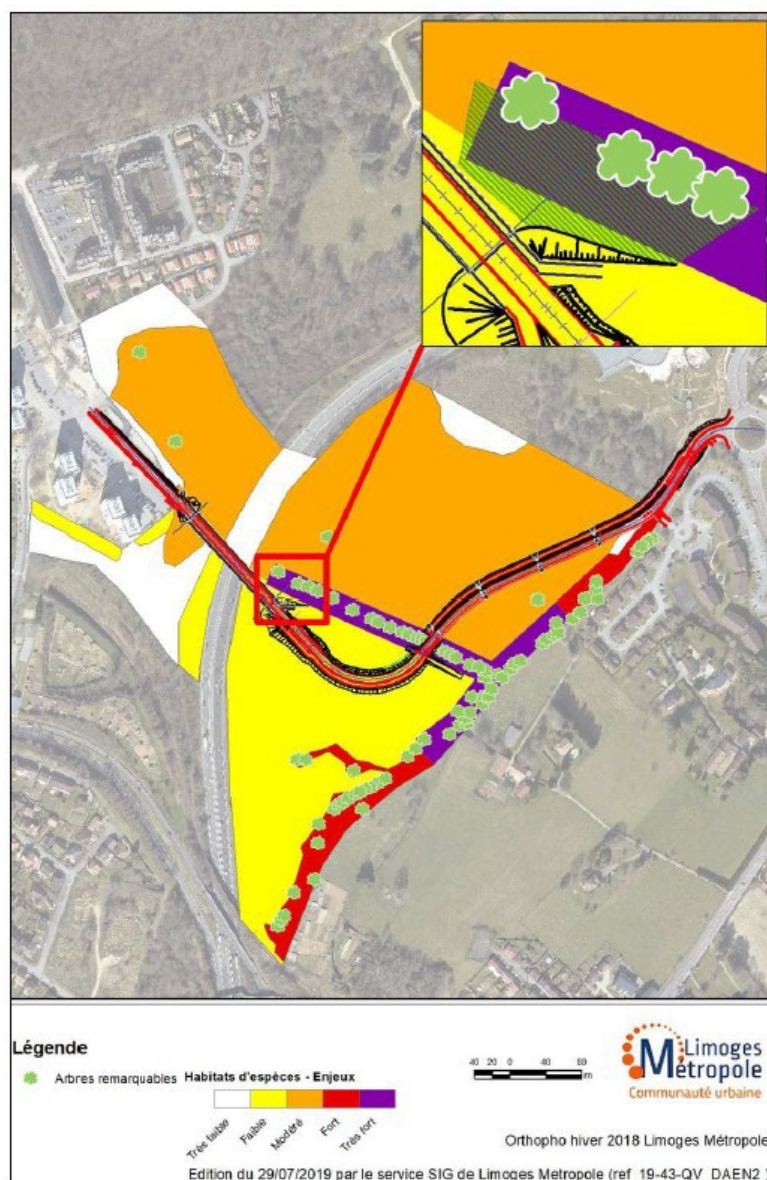 Légende
Arbres remarquables
Habitats d'espèces - Enjeux
Très faible
Faible
Modéré
Fort
Très fort
40 20 0 40 80
m
Limoges
Métropole
Communauté urbaine
Orthopho hiver 2018 Limoges Métropole
Edition du 29/07/2019 par le service SIG de Limoges Metropole (ref 19-43-QV_DAEN2 )